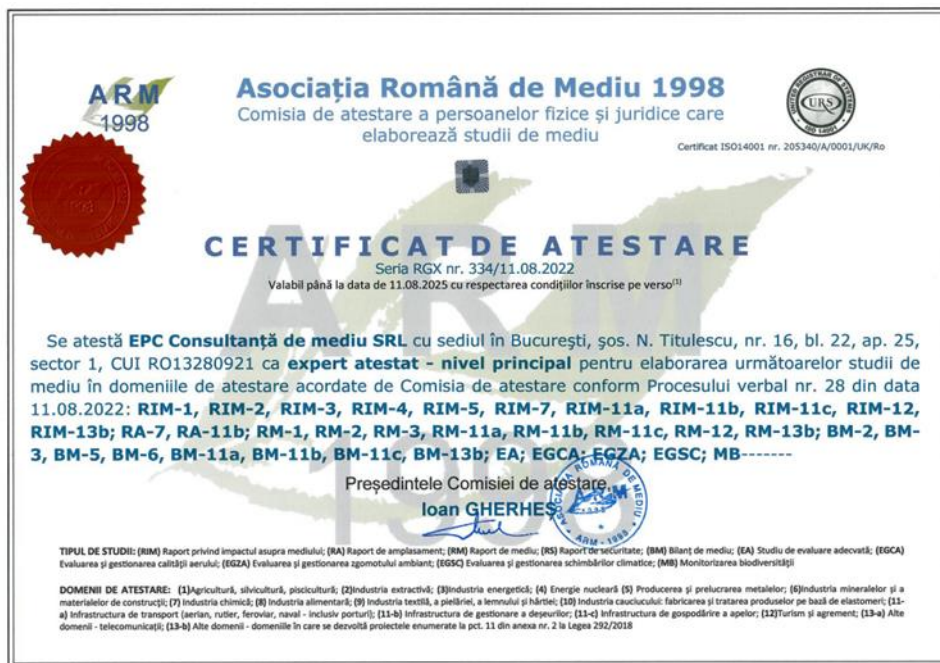 ARM
1998
Asociația Română de Mediu 1998
Comisia de atestare a persoanelor fizice și juridice care
elaborează studii de mediu
UNITED REGISTRAR OF SYSTEMS
URS
ISO 14001
Certificat ISO14001 nr. 205340/A/0001/UK/Ro
CERTIFICAT DE ATESTARE
Seria RGX nr. 334/11.08.2022
Valabil până la data de 11.08.2025 cu respectarea condițiilor înscrise pe verso(1)
Se atestă EPC Consultanță de mediu SRL cu sediul în București, șos. N. Titulescu, nr. 16, bl. 22, ap. 25,
sector 1, CUI RO13280921 ca expert atestat - nivel principal pentru elaborarea următoarelor studii de
mediu în domeniile de atestare acordate de Comisia de atestare conform Procesului verbal nr. 28 din data
11.08.2022: RIM-1, RIM-2, RIM-3, RIM-4, RIM-5, RIM-7, RIM-11a, RIM-11b, RIM-11c, RIM-12,
RIM-13b; RA-7, RA-11b; RM-1, RM-2, RM-3, RM-11a, RM-11b, RM-11c, RM-12, RM-13b; BM-2, BM-
3, BM-5, BM-6, BM-11a, BM-11b, BM-11c, BM-13b; EA; EGCA; EGZA; EGSC; MB-------
Președintele Comisiei de atestare,
Ioan GHERHEȘ
ASOCIAȚIA ROMÂNĂ DE MEDIU
ARM
1998
ARM - 1998
TIPUL DE STUDII: (RIM) Raport privind impactul asupra mediului; (RA) Raport de amplasament; (RM) Raport de mediu; (RS) Raport de securitate; (BM) Bilanț de mediu; (EA) Studiu de evaluare adecvată; (EGCA)
Evaluarea și gestionarea calității aerului; (EGZA) Evaluarea și gestionarea zgomotului ambiant; (EGSC) Evaluarea și gestionarea schimbărilor climatice; (MB) Monitorizarea biodiversității
DOMENII DE ATESTARE: (1)Agricultură, silvicultură, piscicultură; (2)Industria extractivă; (3)Industria energetică; (4) Energie nucleară (5) Producerea și prelucrarea metalelor; (6)Industria mineralelor și a
materialelor de construcții; (7) Industria chimică; (8) Industria alimentară; (9) Industria textilă, a pielăriei, a lemnului și hârtiei; (10) Industria cauciucului: fabricarea și tratarea produselor pe bază de elastomeri; (11-
a) Infrastructura de transport (aerian, rutier, feroviar, naval - inclusiv porturi); (11-b) Infrastructura de gestionare a deșeurilor; (11-c) Infrastructura de gospodărire a apelor; (12)Turism și agrement; (13-a) Alte
domenii - telecomunicații; (13-b) Alte domenii - domeniile în care se dezvoltă proiectele enumerate la pct. 11 din anexa nr. 2 la Legea 292/2018
ARM
1998